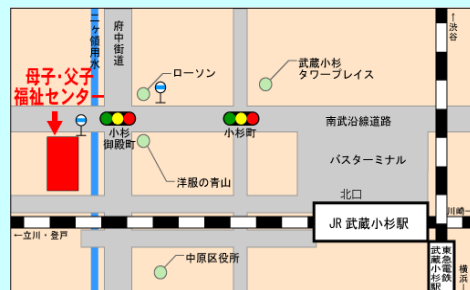 二ヶ領用水
府中街道
↑渋谷
母子・父子
福祉センター
ローソン
武蔵小杉
タワープレイス
小杉
御殿町
小杉町
南武沿線道路
バスターミナル
洋服の青山
北口
JR 武蔵小杉駅
川崎→
←立川・登戸
中原区役所
東急電鉄
武蔵小杉駅
横浜↓